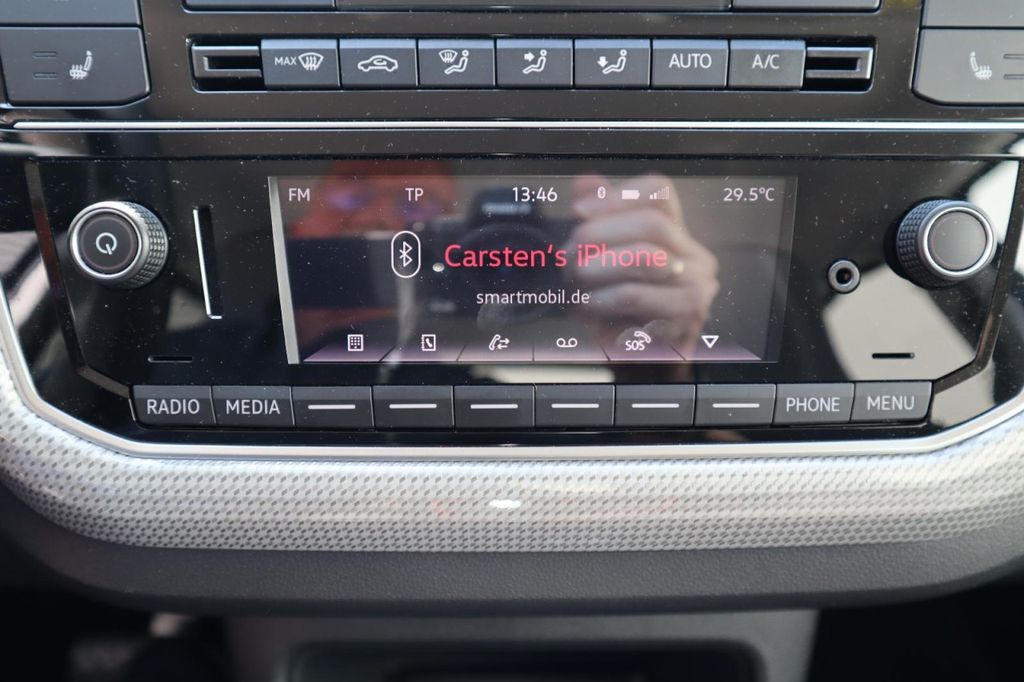 MAX
AUTO
A/C
FM TP 13:46 29.5°C
Carsten‘s iPhone
smartmobil.de
SOS
RADIO MEDIA PHONE MENU